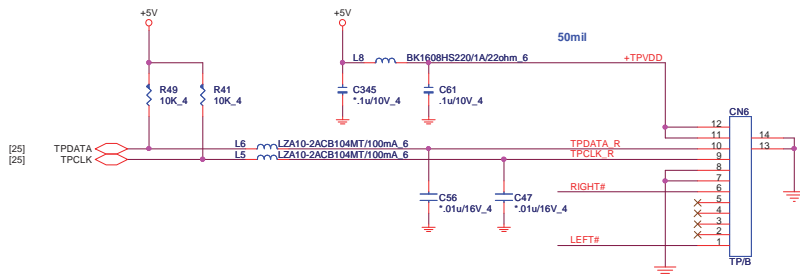 +5V
+5V
50mil
L8
BK1608HS220/1A/22ohm_6
+TPVDD
R49
10K_4
R41
10K_4
C345
*.1u/10V_4
C61
.1u/10V_4
CN6
12
11
10
9
8
7
6
5
4
3
2
1
14
13
[25]
TPDATA
L6
LZA10-2ACB104MT/100mA_6
TPDATA_R
[25]
TPCLK
L5
LZA10-2ACB104MT/100mA_6
TPCLK_R
C56
*.01u/16V_4
C47
*.01u/16V_4
RIGHT#
LEFT#
TP/B